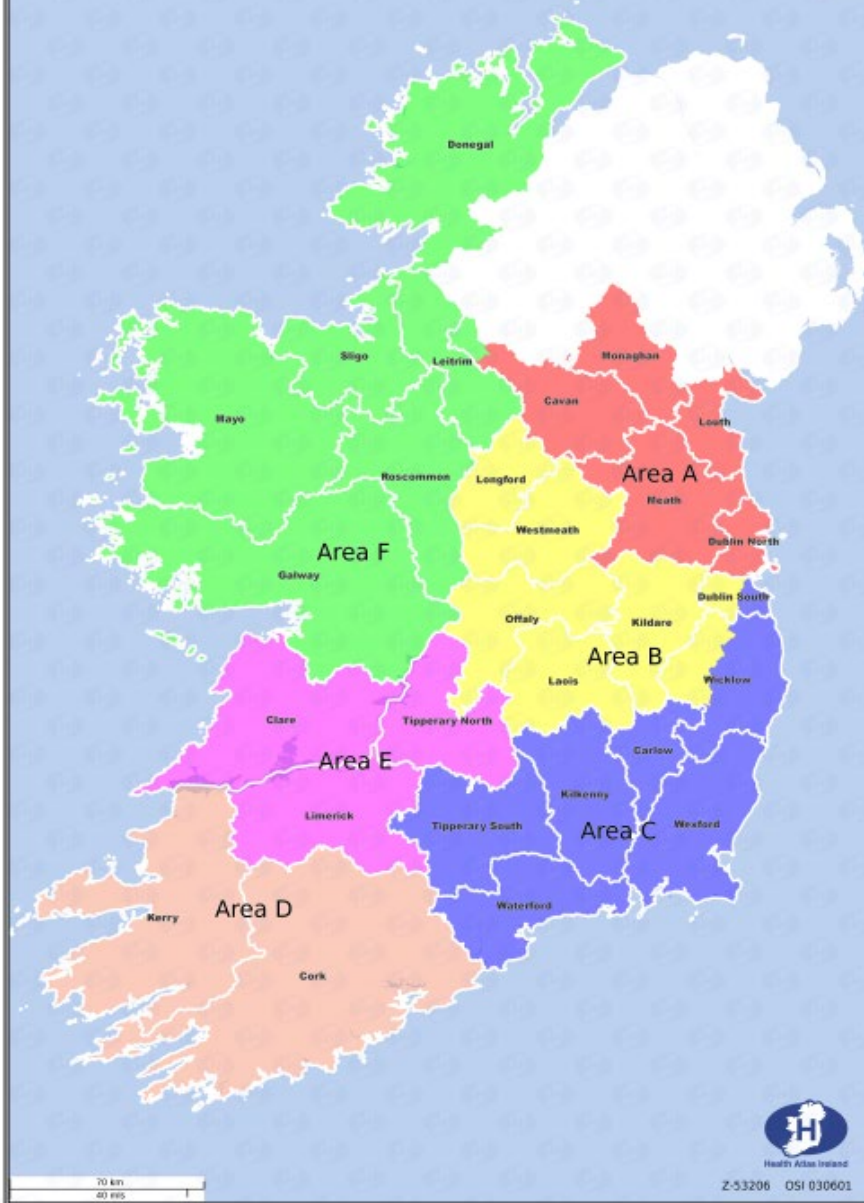 Donegal
Monaghan
Sligo
Leitrim
Cavan
Mayo
Louth
Area A
Roscommon
Longford
Meath
Westmeath
Dublin North
Area F
Galway
Dublin South
Offaly
Kildare
Area B
Laois
Wicklow
Clare
Tipperary North
Carlow
Area E
Kilkenny
Limerick
Tipperary South
Area C
Wexford
Waterford
Area D
Kerry
Cork
H
Health Atlas Ireland
70 km
40 mls
Z-53206 OSI 030601